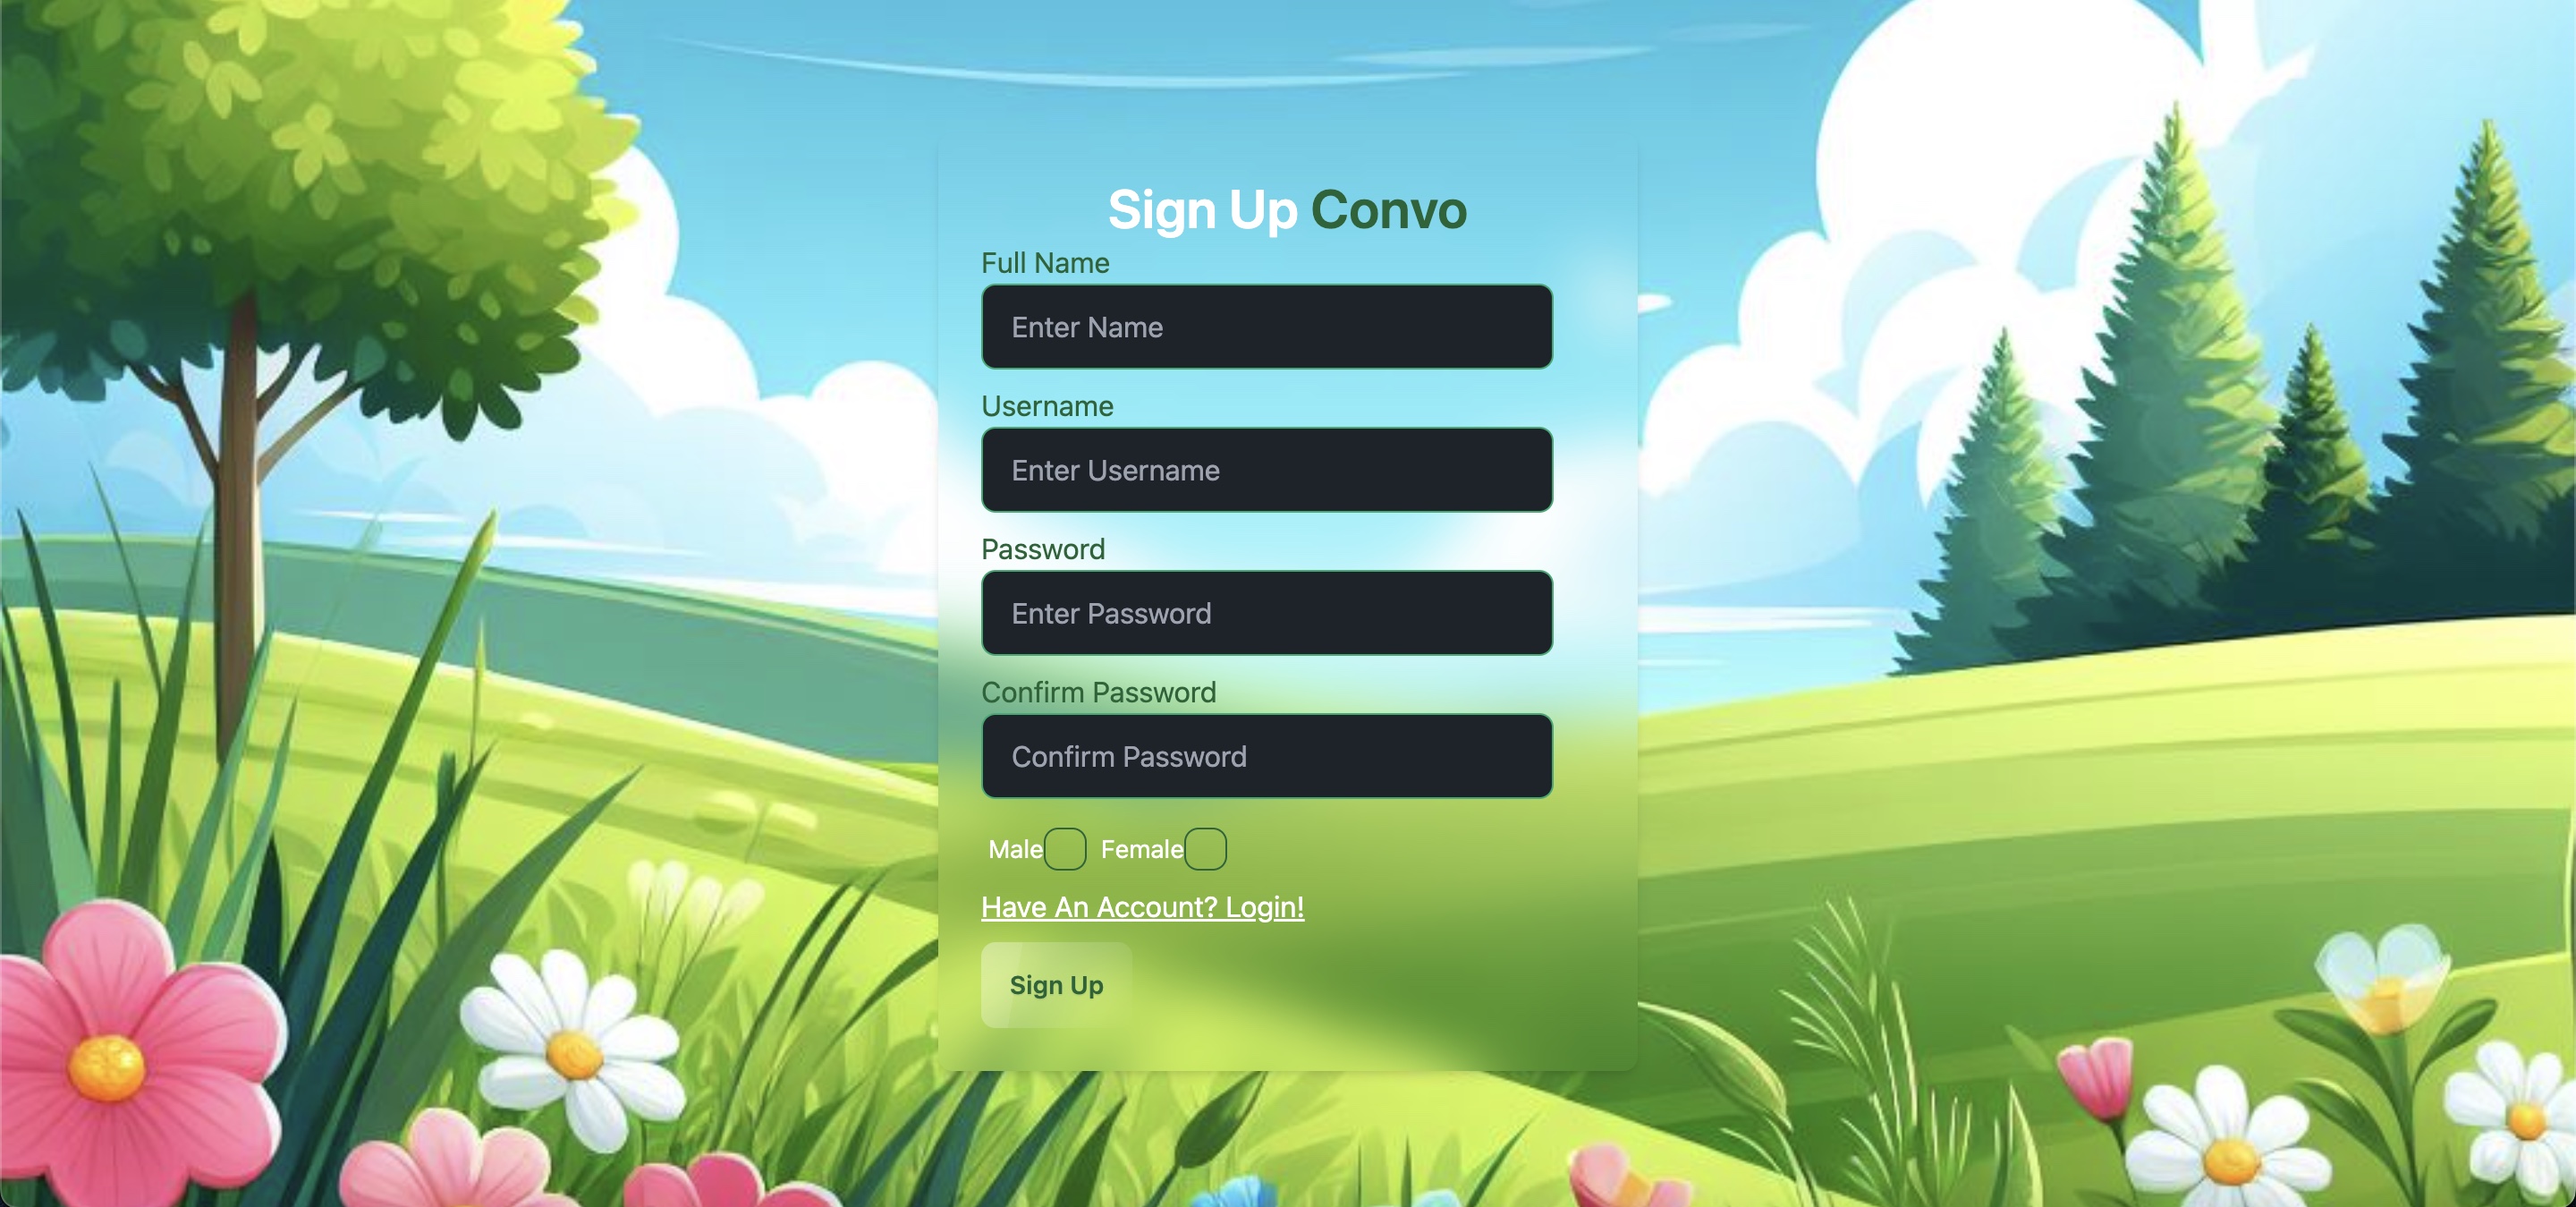 Sign Up Convo
Full Name
Enter Name
Username
Enter Username
Password
Enter Password
Confirm Password
Confirm Password
Male Female
Have An Account? Login!
Sign Up